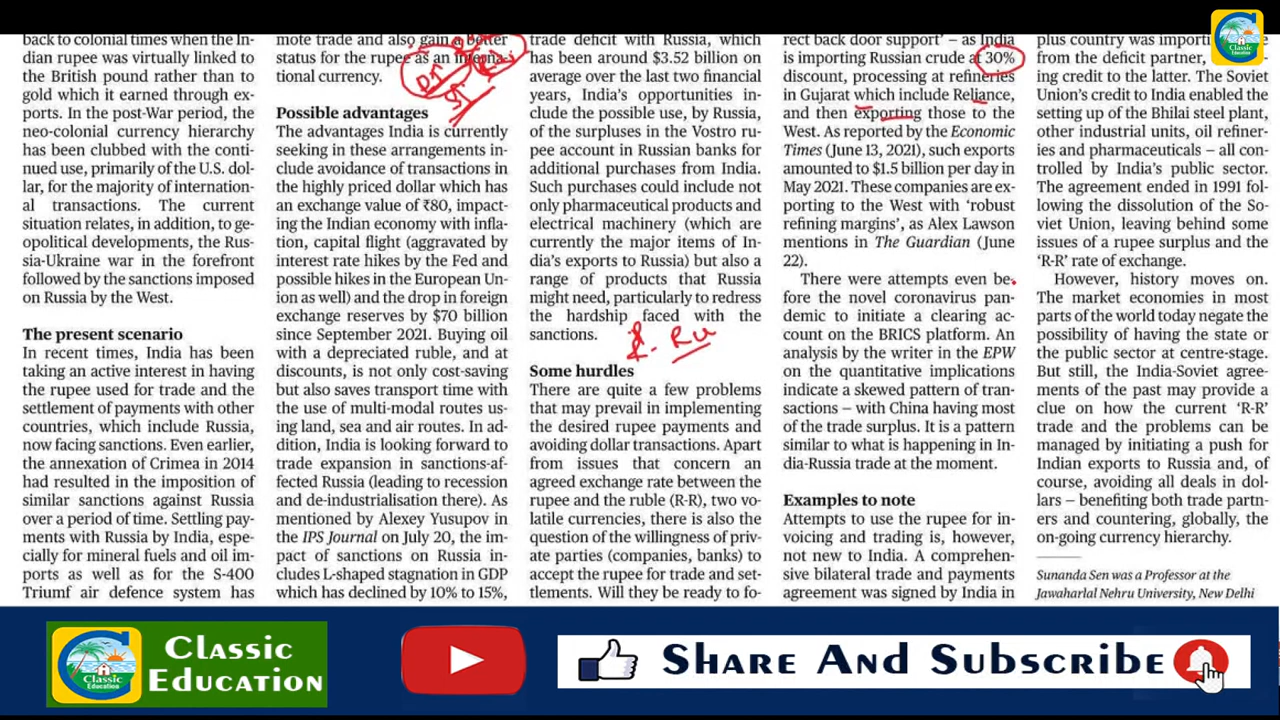 back to colonial times when the In-
dian rupee was virtually linked to
the British pound rather than to
gold which it earned through ex-
ports. In the post-War period, the
neo-colonial currency hierarchy
has been clubbed with the conti-
nued use, primarily of the U.S. dol-
lar, for the majority of internation-
al transactions. The current
situation relates, in addition, to ge-
opolitical developments, the Rus-
sia-Ukraine war in the forefront
followed by the sanctions imposed
on Russia by the West.
The present scenario
In recent times, India has been
taking an active interest in having
the rupee used for trade and the
settlement of payments with other
countries, which include Russia,
now facing sanctions. Even earlier,
the annexation of Crimea in 2014
had resulted in the imposition of
similar sanctions against Russia
over a period of time. Settling pay-
ments with Russia by India, espe-
cially for mineral fuels and oil im-
ports as well as for the S-400
Triumf air defence system has
note trade and also gain a better
status for the rupee as an interna-
tional currency.
Possible advantages
The advantages India is currently
seeking in these arrangements in-
clude avoidance of transactions in
the highly priced dollar which has
an exchange value of ₹80, impact-
ing the Indian economy with infla-
tion, capital flight (aggravated by
interest rate hikes by the Fed and
possible hikes in the European Un-
ion as well) and the drop in foreign
exchange reserves by $70 billion
since September 2021. Buying oil
with a depreciated ruble, and at
discounts, is not only cost-saving
but also saves transport time with
the use of multi-modal routes us-
ing land, sea and air routes. In ad-
dition, India is looking forward to
trade expansion in sanctions-af-
fected Russia (leading to recession
and de-industrialisation there). As
mentioned by Alexey Yusupov in
the IPS Journal on July 20, the im-
pact of sanctions on Russia in-
cludes L-shaped stagnation in GDP
which has declined by 10% to 15%,
trade deficit with Russia, which
has been around $3.52 billion on
average over the last two financial
years, India's opportunities in-
clude the possible use, by Russia,
of the surpluses in the Vostro ru-
pee account in Russian banks for
additional purchases from India.
Such purchases could include not
only pharmaceutical products and
electrical machinery (which are
currently the major items of In-
dia's exports to Russia) but also a
range of products that Russia
might need, particularly to redress
the hardship faced with the
sanctions.
Some hurdles
There are quite a few problems
that may prevail in implementing
the desired rupee payments and
avoiding dollar transactions. Apart
from issues that concern an
agreed exchange rate between the
rupee and the ruble (R-R), two vo-
latile currencies, there is also the
question of the willingness of priv-
ate parties (companies, banks) to
accept the rupee for trade and set-
tlements. Will they be ready to fo-
rect back door support' – as India
is importing Russian crude at 30%
discount, processing at refineries
in Gujarat which include Reliance,
and then exporting those to the
West. As reported by the Economic
Times (June 13, 2021), such exports
amounted to $1.5 billion per day in
May 2021. These companies are ex-
porting to the West with 'robust
refining margins', as Alex Lawson
mentions in The Guardian (June
22).
There were attempts even be-
fore the novel coronavirus pan-
demic to initiate a clearing ac-
count on the BRICS platform. An
analysis by the writer in the EPW
on the quantitative implications
indicate a skewed pattern of tran-
sactions – with China having most
of the trade surplus. It is a pattern
similar to what is happening in In-
dia-Russia trade at the moment.
Examples to note
Attempts to use the rupee for in-
voicing and trading is, however,
not new to India. A comprehen-
sive bilateral trade and payments
agreement was signed by India in
plus country was
from the deficit partner,
ing credit to the latter. The Soviet
Union's credit to India enabled the
setting up of the Bhilai steel plant,
other industrial units, oil refiner-
ies and pharmaceuticals – all con-
trolled by India's public sector.
The agreement ended in 1991 fol-
lowing the dissolution of the So-
viet Union, leaving behind some
issues of a rupee surplus and the
'R-R' rate of exchange.
However, history moves on.
The market economies in most
parts of the world today negate the
possibility of having the state or
the public sector at centre-stage.
But still, the India-Soviet agree-
ments of the past may provide a
clue on how the current 'R-R'
trade and the problems can be
managed by initiating a push for
Indian exports to Russia and, of
course, avoiding all deals in dol-
lars – benefiting both trade partn-
ers and countering, globally, the
on-going currency hierarchy.
Sunanda Sen was a Professor at the
Jawaharlal Nehru University, New Delhi
Classic
Education
Classic
Education
Share And Subscribe